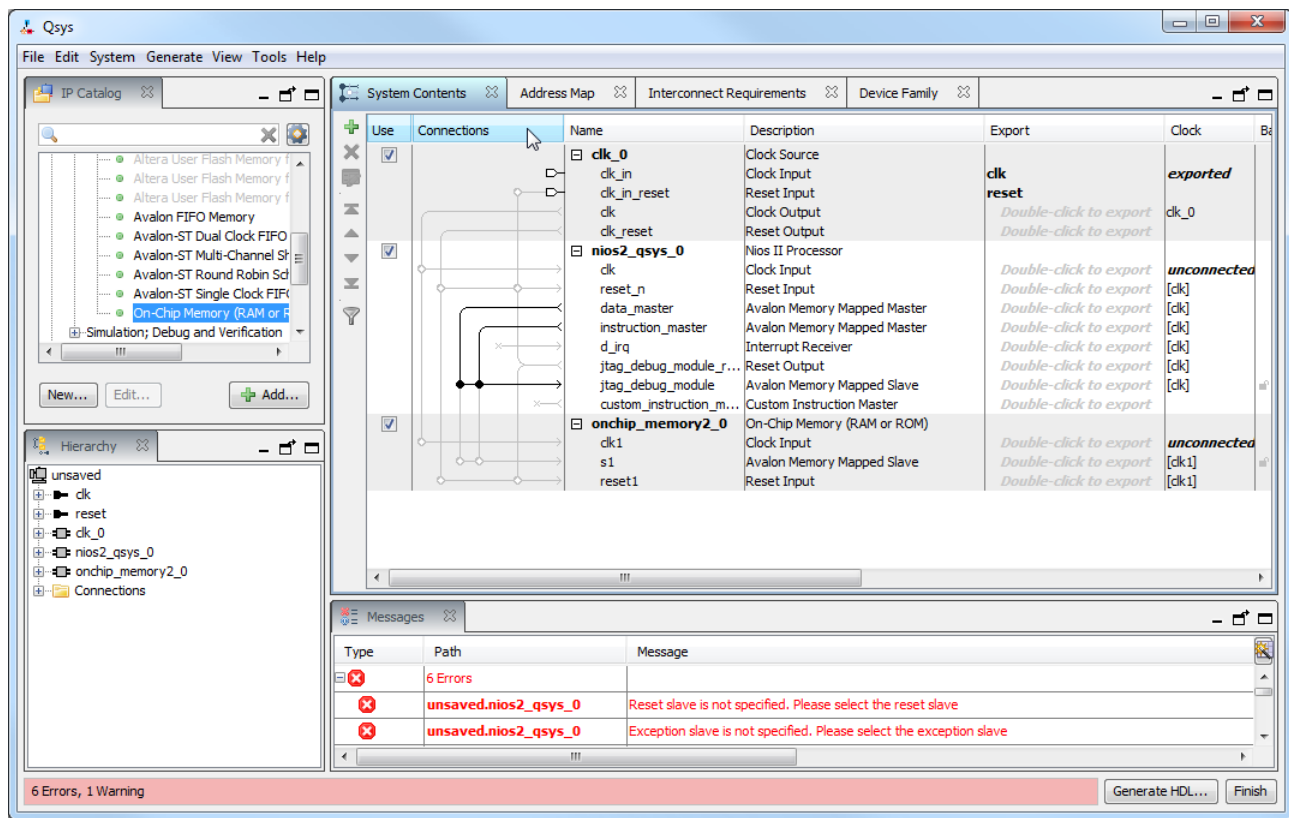 Qsys
File Edit System Generate View Tools Help
IP Catalog
Altera User Flash Memory f
Altera User Flash Memory f
Altera User Flash Memory f
Avalon FIFO Memory
Avalon-ST Dual Clock FIFO
Avalon-ST Multi-Channel Sh
Avalon-ST Round Robin Sch
Avalon-ST Single Clock FIF
On-Chip Memory (RAM or R
Simulation; Debug and Verification
New... Edit... Add...
Hierarchy
unsaved
clk
reset
clk_0
nios2_qsys_0
onchip_memory2_0
Connections
System Contents Address Map Interconnect Requirements Device Family
Use Connections Name Description Export Clock Ba
clk_0 Clock Source
clk_in Clock Input clk exported
clk_in_reset Reset Input reset
clk Clock Output Double-click to export clk_0
clk_reset Reset Output Double-click to export
nios2_qsys_0 Nios II Processor
clk Clock Input Double-click to export unconnected
reset_n Reset Input Double-click to export [clk]
data_master Avalon Memory Mapped Master Double-click to export [clk]
instruction_master Avalon Memory Mapped Master Double-click to export [clk]
d_irq Interrupt Receiver Double-click to export [clk]
jtag_debug_module_r... Reset Output Double-click to export [clk]
jtag_debug_module Avalon Memory Mapped Slave Double-click to export [clk]
custom_instruction_m... Custom Instruction Master Double-click to export
onchip_memory2_0 On-Chip Memory (RAM or ROM)
clk1 Clock Input Double-click to export unconnected
s1 Avalon Memory Mapped Slave Double-click to export [clk1]
reset1 Reset Input Double-click to export [clk1]
Messages
Type Path Message
6 Errors
unsaved.nios2_qsys_0 Reset slave is not specified. Please select the reset slave
unsaved.nios2_qsys_0 Exception slave is not specified. Please select the exception slave
6 Errors, 1 Warning
Generate HDL... Finish